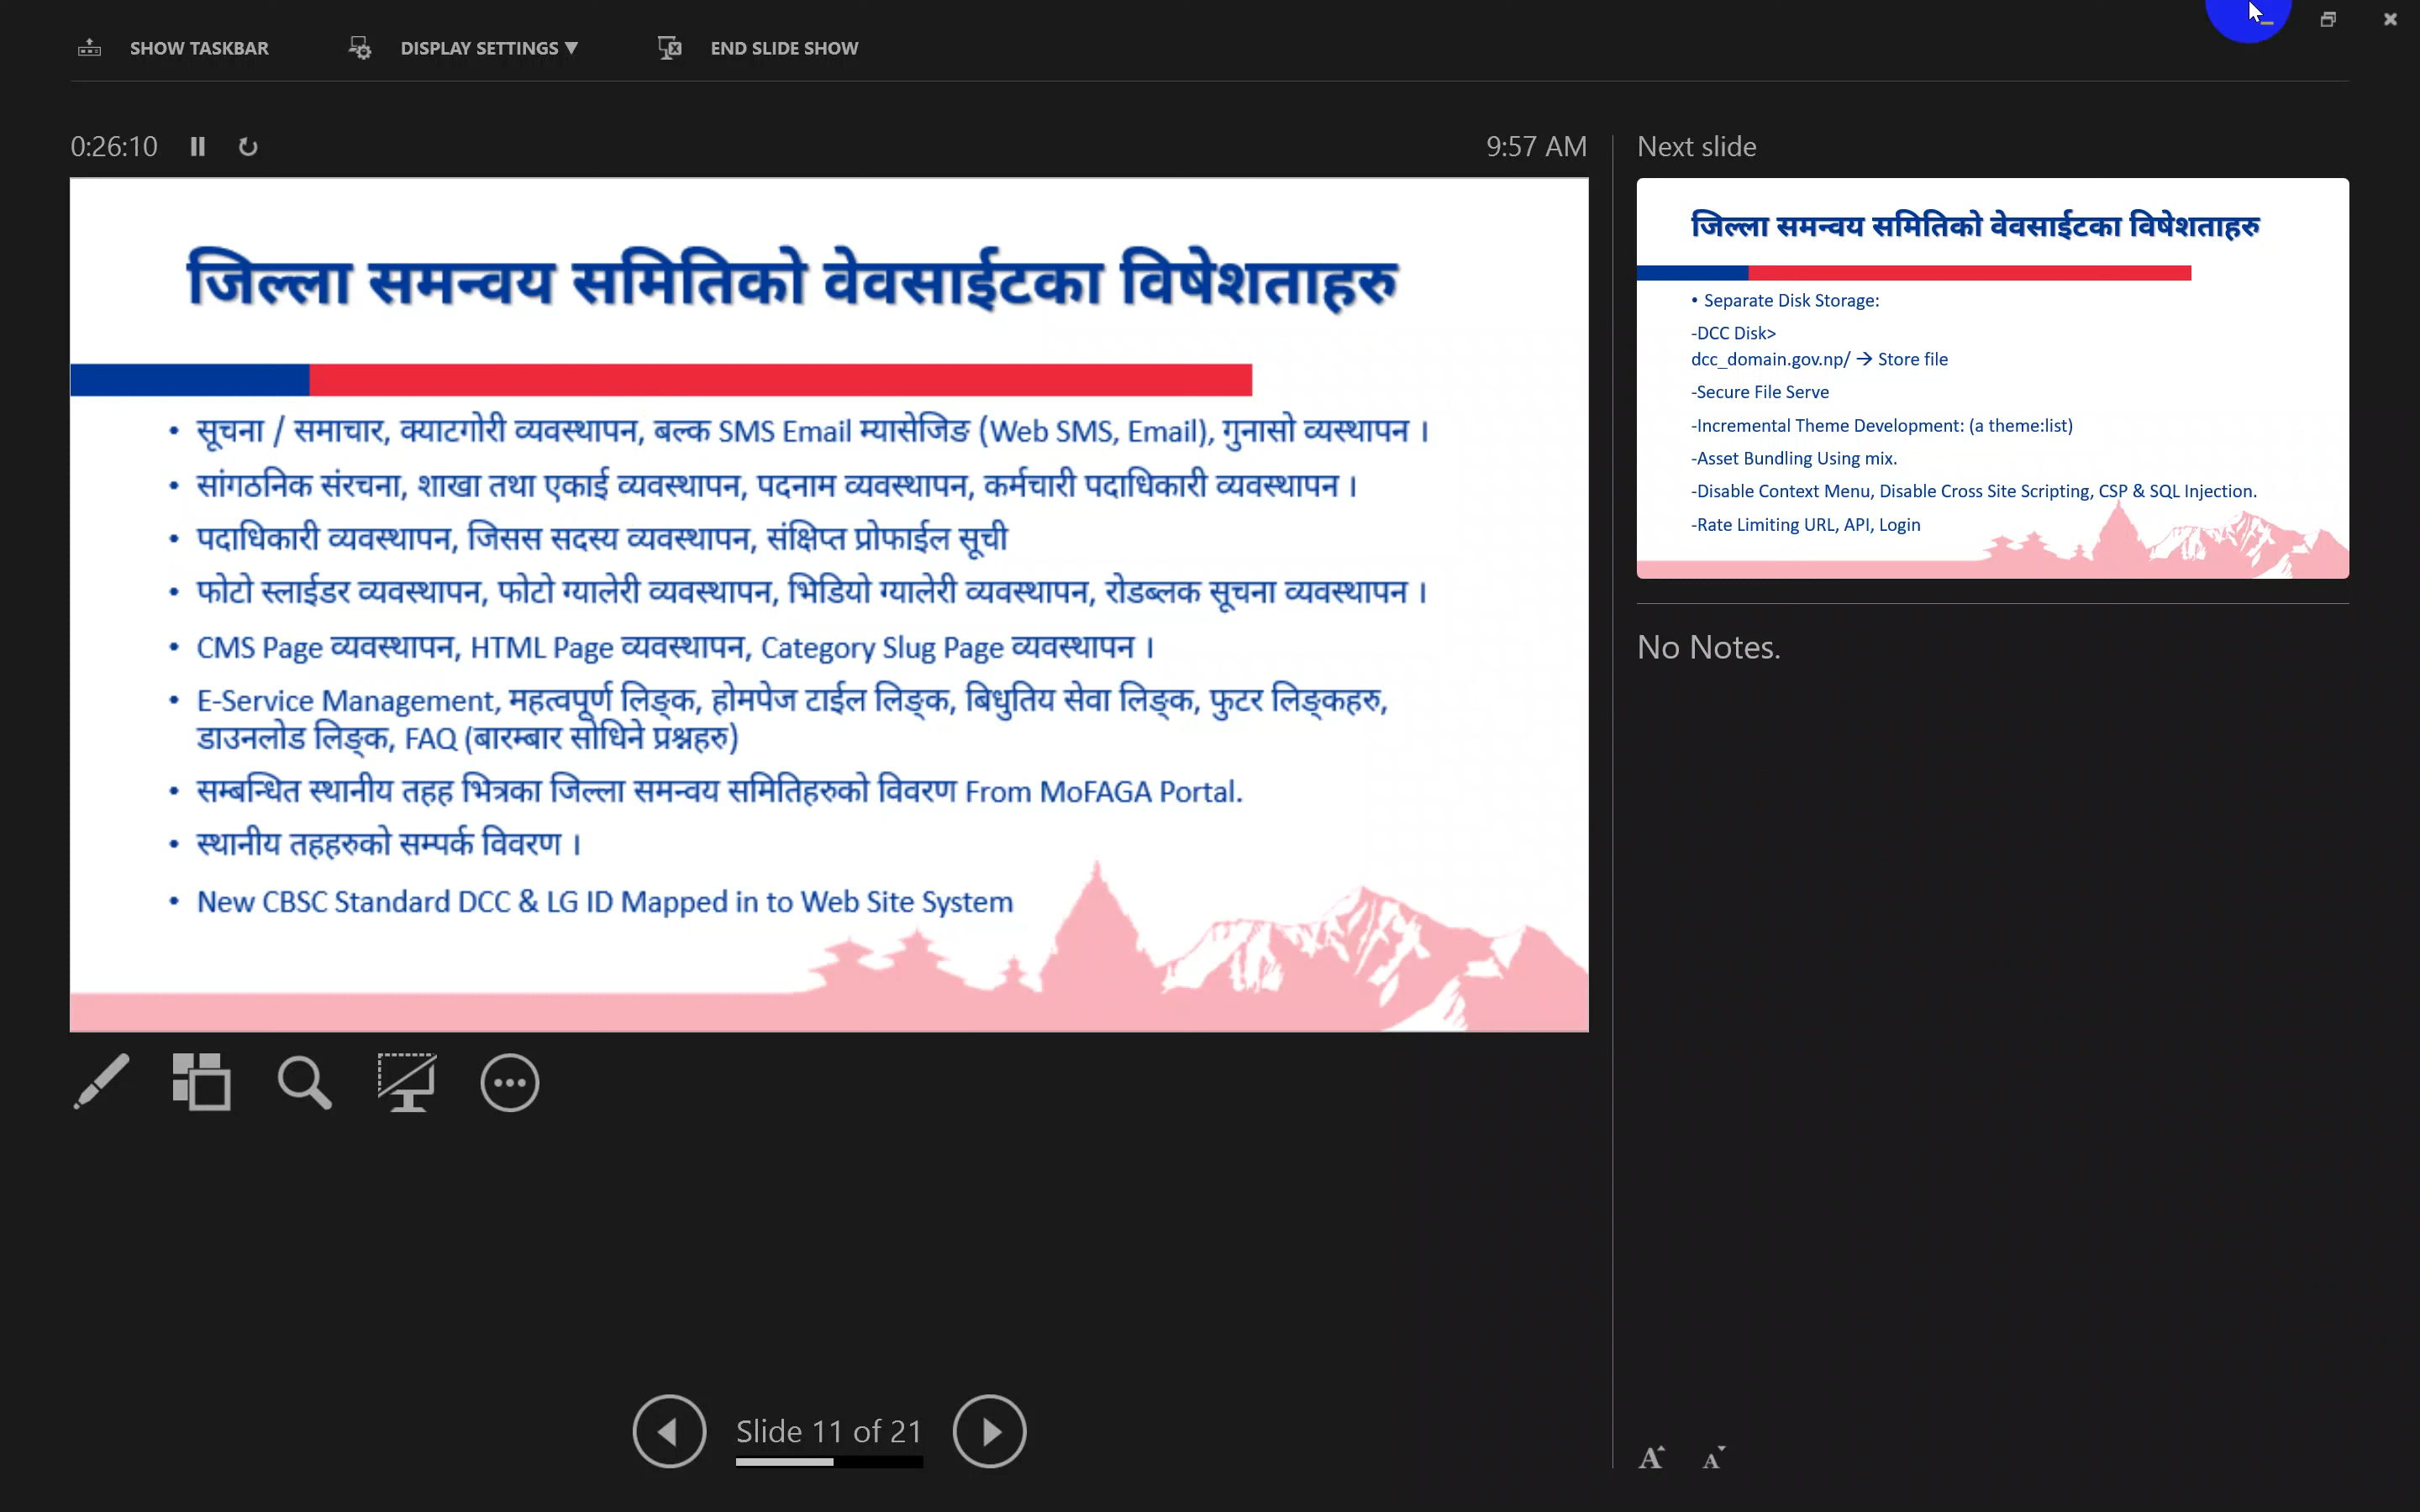 SHOW TASKBAR
DISPLAY SETTINGS ▼
END SLIDE SHOW
0:26:10
9:57 AM
जिल्ला समन्वय समितिको वेवसाईटका विषेशताहरु
• सूचना / समाचार, क्याटगोरी व्यवस्थापन, बल्क SMS Email म्यासेजिङ (Web SMS, Email), गुनासो व्यस्थापन ।
• सांगठनिक संरचना, शाखा तथा एकाई व्यवस्थापन, पदनाम व्यवस्थापन, कर्मचारी पदाधिकारी व्यवस्थापन ।
• पदाधिकारी व्यवस्थापन, जिसस सदस्य व्यवस्थापन, संक्षिप्त प्रोफाईल सूची
• फोटो स्लाईडर व्यवस्थापन, फोटो ग्यालेरी व्यवस्थापन, भिडियो ग्यालेरी व्यवस्थापन, रोडब्लक सूचना व्यवस्थापन ।
• CMS Page व्यवस्थापन, HTML Page व्यवस्थापन, Category Slug Page व्यवस्थापन ।
• E-Service Management, महत्वपूर्ण लिङ्क, होमपेज टाईल लिङ्क, बिधुतिय सेवा लिङ्क, फुटर लिङ्कहरु,
डाउनलोड लिङ्क, FAQ (बारम्बार सोधिने प्रश्नहरु)
• सम्बन्धित स्थानीय तहह भित्रका जिल्ला समन्वय समितिहरुको विवरण From MoFAGA Portal.
• स्थानीय तहहरुको सम्पर्क विवरण ।
• New CBSC Standard DCC & LG ID Mapped in to Web Site System
Slide 11 of 21
Next slide
जिल्ला समन्वय समितिको वेवसाईटका विषेशताहरु
• Separate Disk Storage:
-DCC Disk>
dcc_domain.gov.np/ → Store file
-Secure File Serve
-Incremental Theme Development: (a theme:list)
-Asset Bundling Using mix.
-Disable Context Menu, Disable Cross Site Scripting, CSP & SQL Injection.
-Rate Limiting URL, API, Login
No Notes.
A A